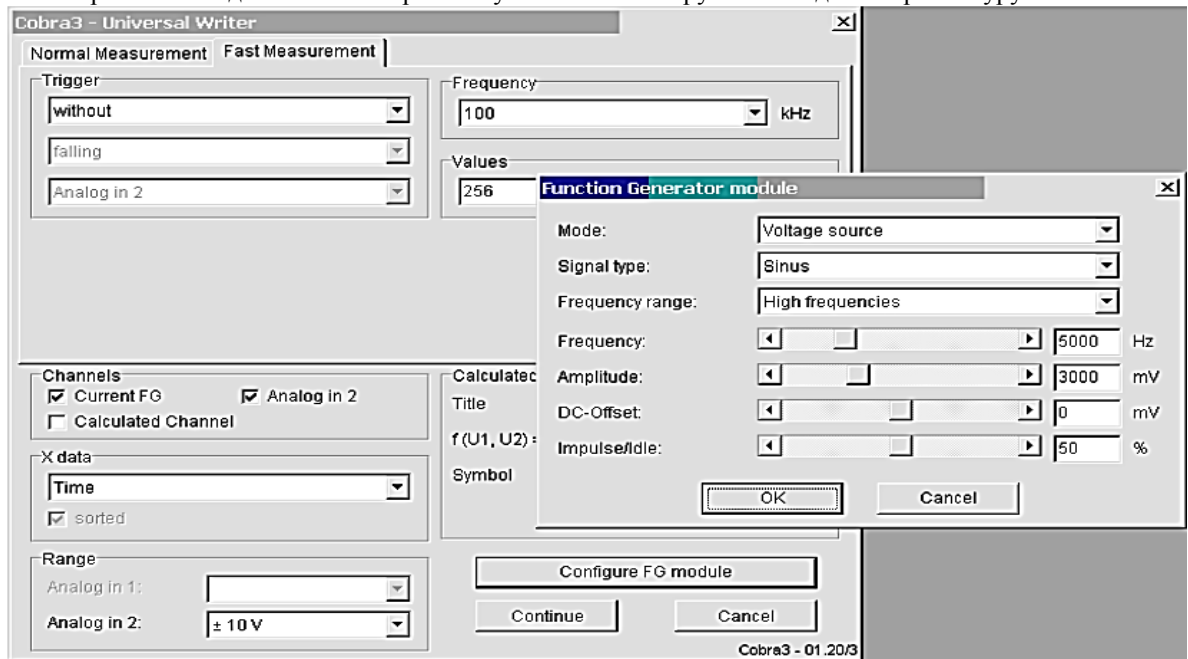 Cobra3 - Universal Writer
Normal Measurement Fast Measurement
Trigger
without
falling
Analog in 2
Frequency
100 kHz
Values
256
Function Generator module
Mode: Voltage source
Signal type: Sinus
Frequency range: High frequencies
Frequency: 5000 Hz
Amplitude: 3000 mV
DC-Offset: 0 mV
Impulse/Idle: 50 %
OK Cancel
Channels
Current FG Analog in 2
Calculated Channel
X data
Time
sorted
Range
Analog in 1:
Analog in 2: ± 10 V
Calculated
Title
f (U1, U2) =
Symbol
Configure FG module
Continue Cancel
Cobra3 - 01.20/3